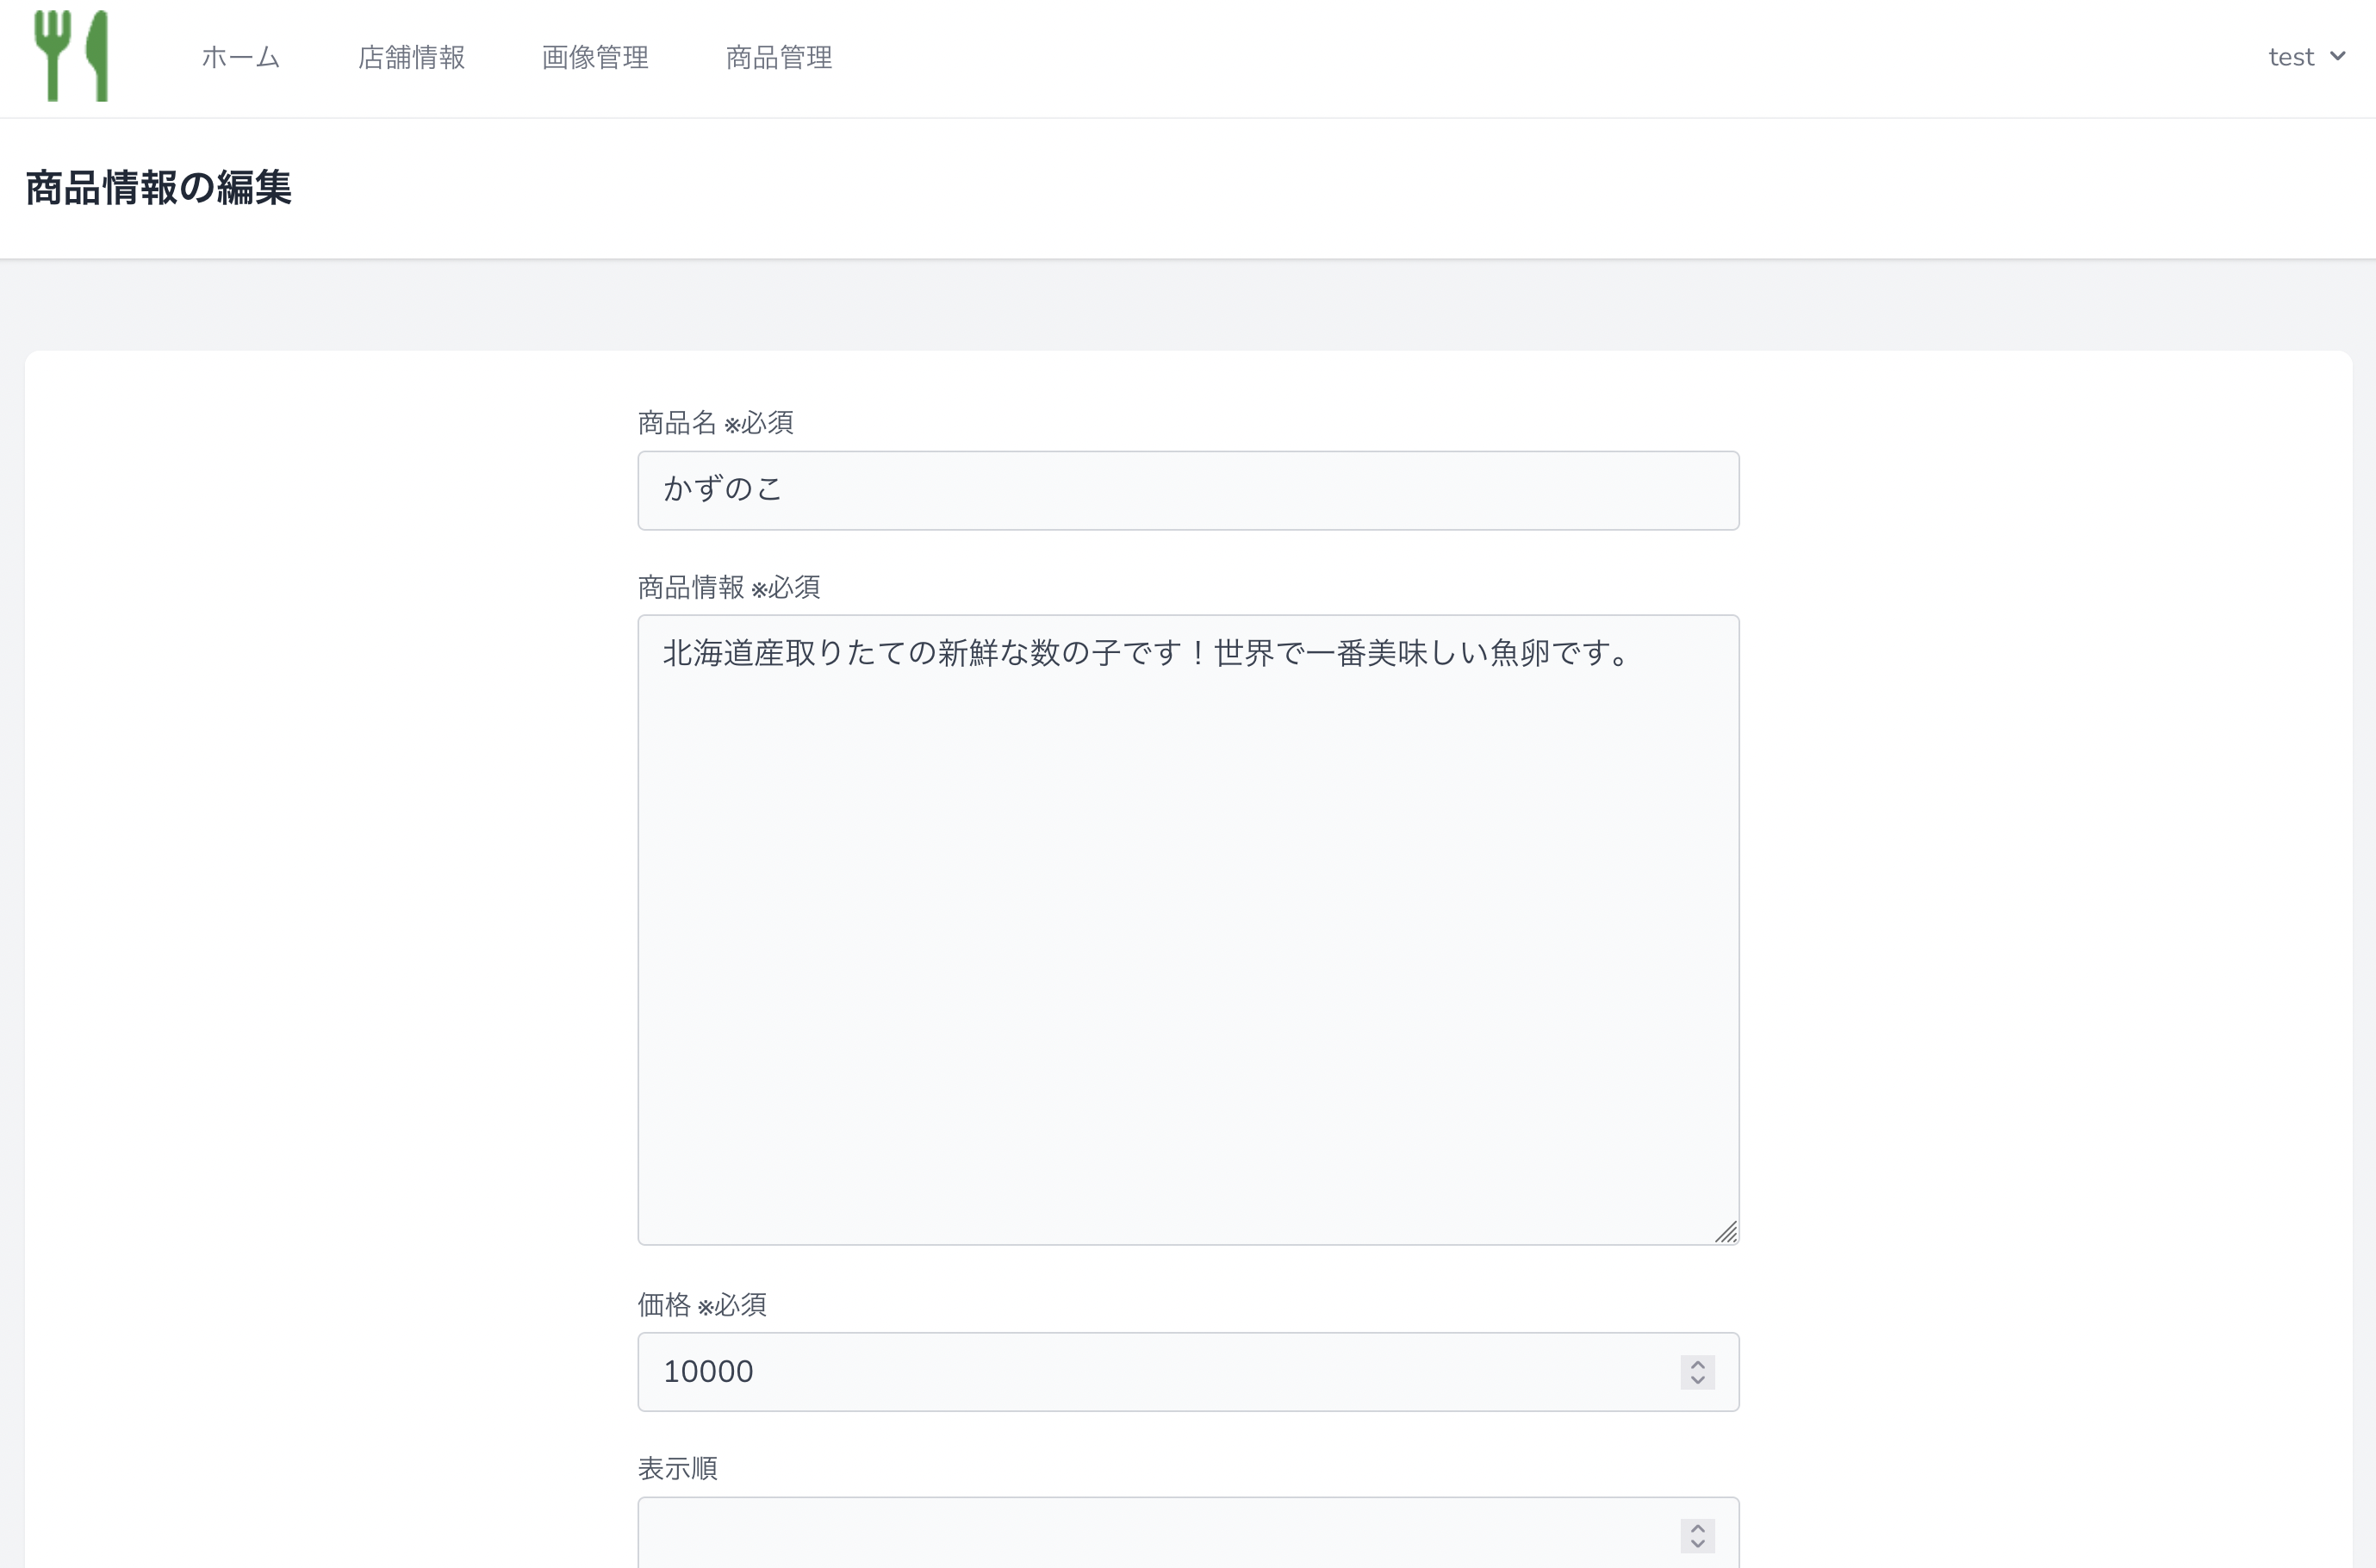 ホーム 店舗情報 画像管理 商品管理 test
商品情報の編集
商品名 ※必須
かずのこ
商品情報 ※必須
北海道産取りたての新鮮な数の子です！世界で一番美味しい魚卵です。
価格 ※必須
10000
表示順